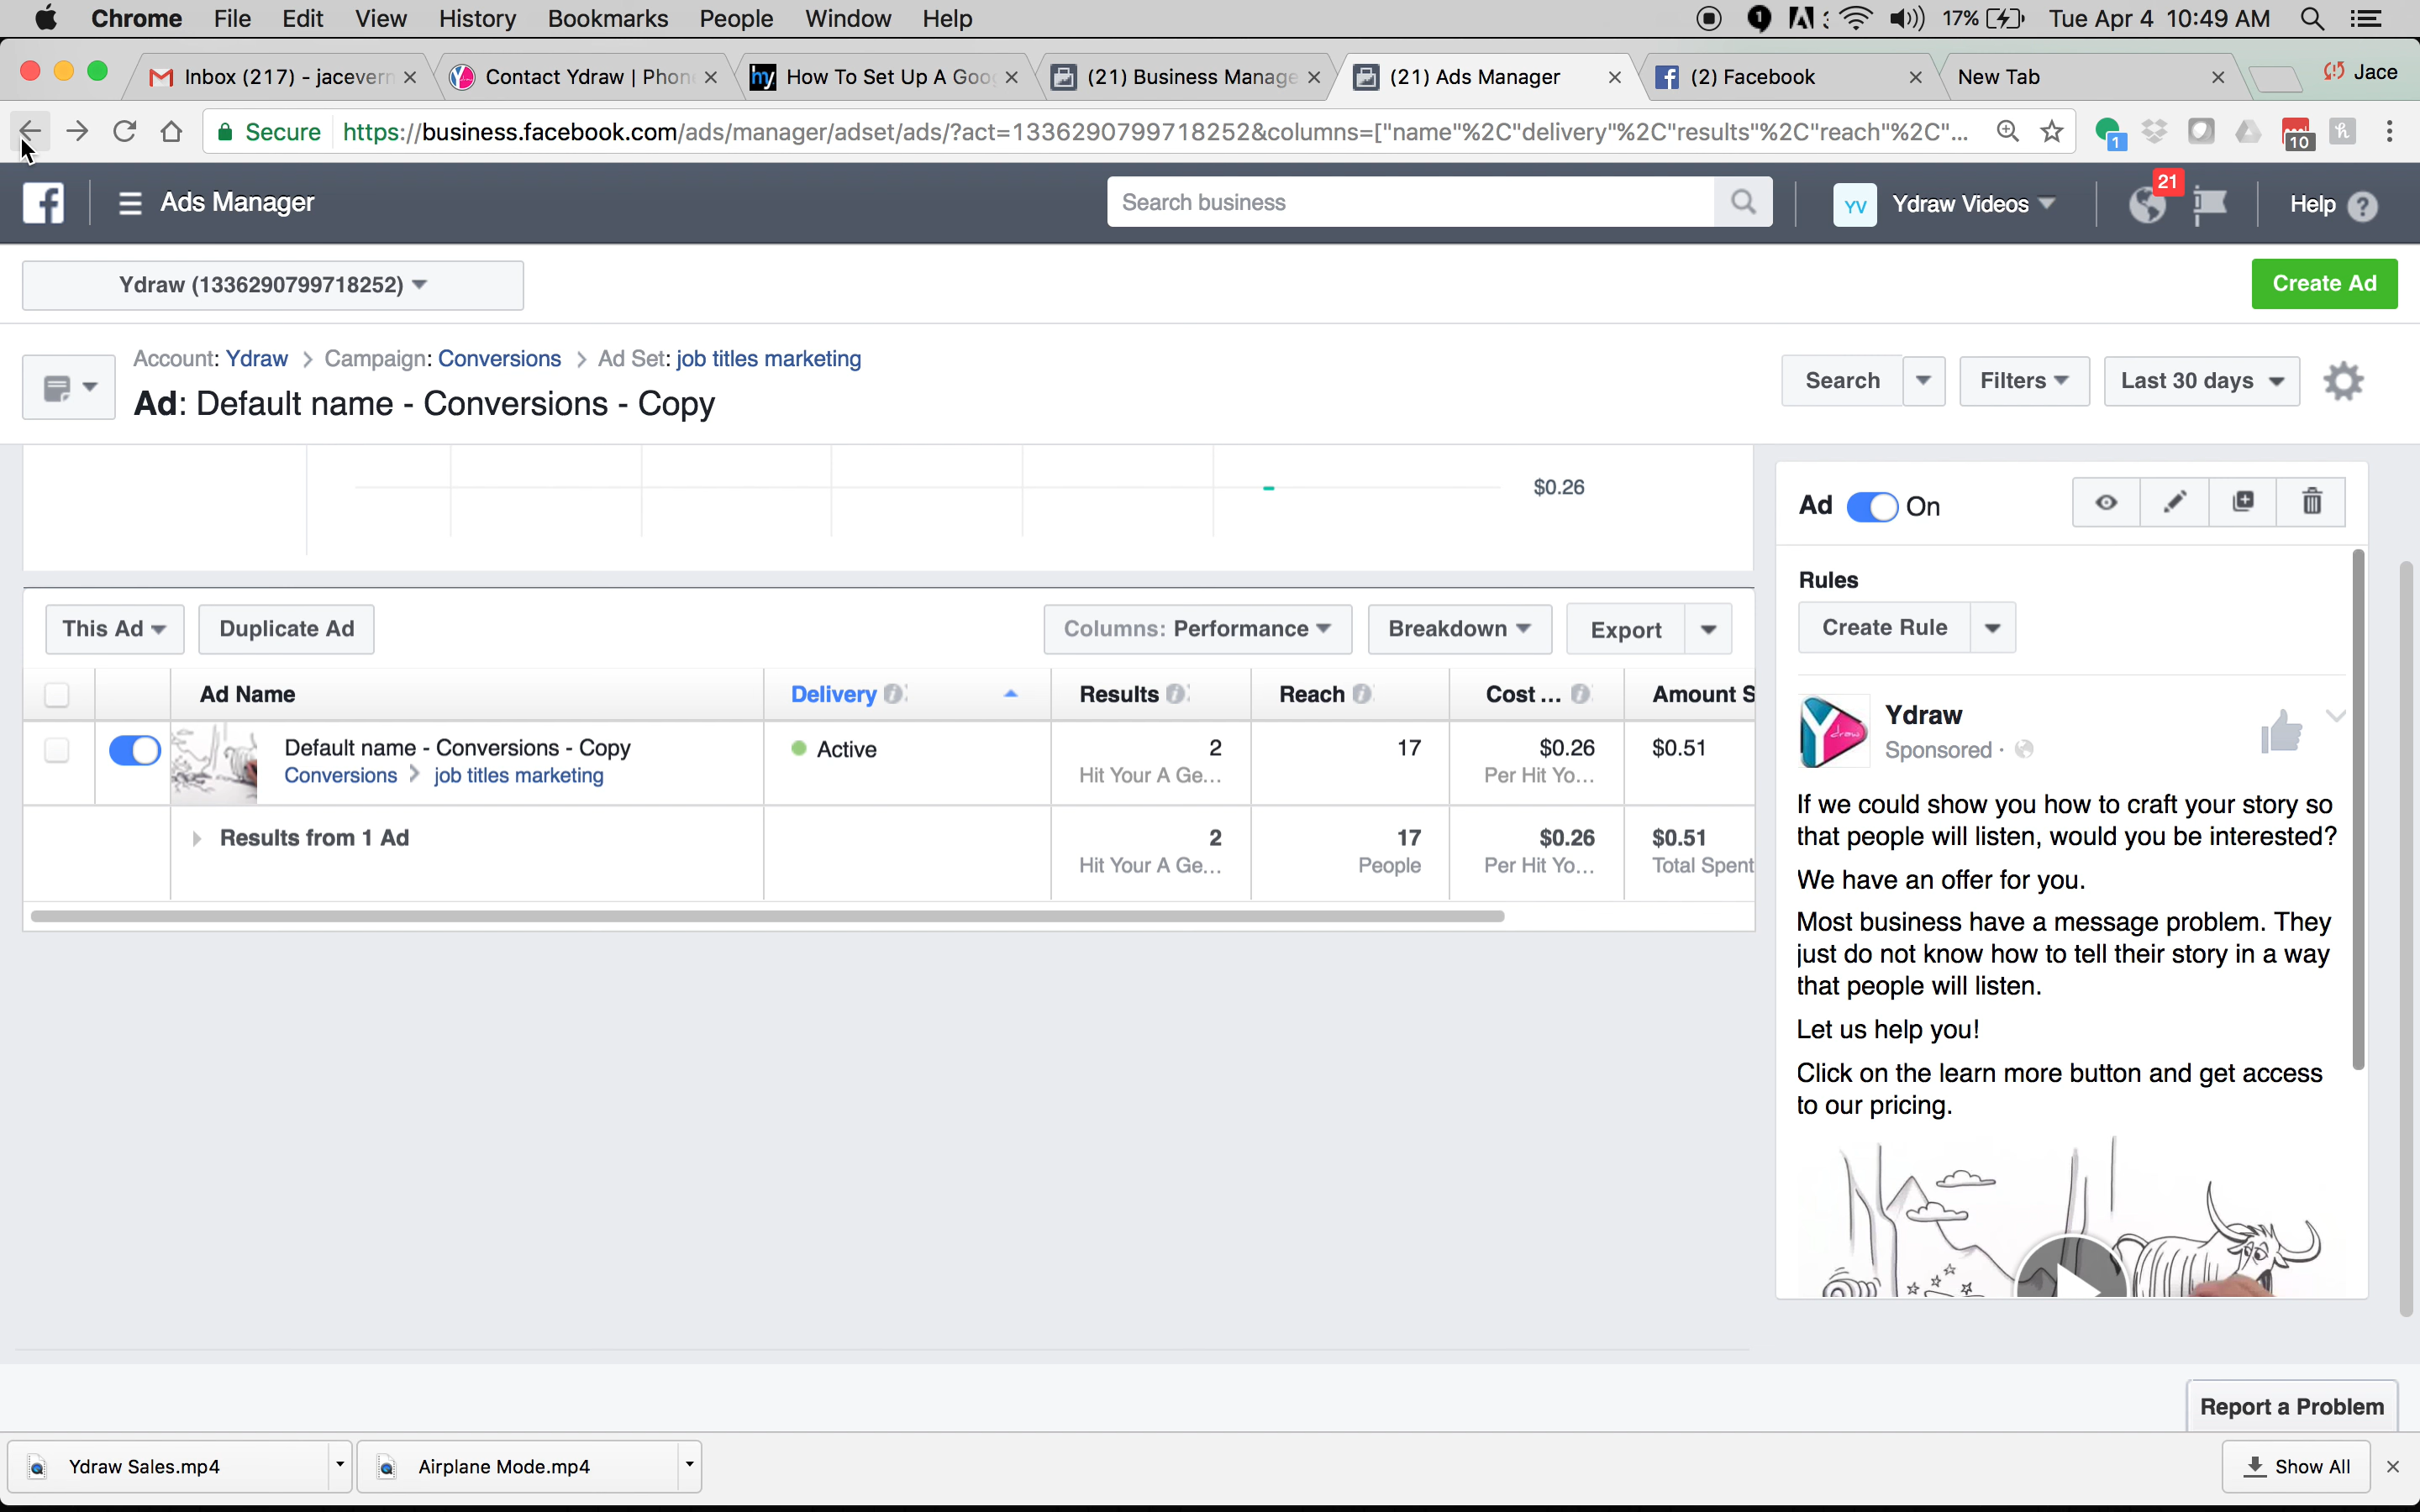 Chrome File Edit View History Bookmarks People Window Help 17% Tue Apr 4 10:49 AM
Inbox (217) - jacevern Contact Ydraw | Phon How To Set Up A Goo (21) Business Manage (21) Ads Manager (2) Facebook New Tab Jace
Secure https://business.facebook.com/ads/manager/adset/ads/?act=1336290799718252&columns=["name"%2C"delivery"%2C"results"%2C"reach"%2C"... 1 10
Ads Manager Search business YV Ydraw Videos 21 Help
Ydraw (1336290799718252) Create Ad
Account: Ydraw > Campaign: Conversions > Ad Set: job titles marketing
Ad: Default name - Conversions - Copy
Search Filters Last 30 days
$0.26
Ad On
Rules
Create Rule
This Ad Duplicate Ad Columns: Performance Breakdown Export
Ad Name Delivery Results Reach Cost ... Amount S
Default name - Conversions - Copy Active 2 17 $0.26 $0.51
Conversions > job titles marketing Hit Your A Ge... Per Hit Yo...
Results from 1 Ad 2 17 $0.26 $0.51
Hit Your A Ge... People Per Hit Yo... Total Spent
Ydraw
Sponsored ·
If we could show you how to craft your story so
that people will listen, would you be interested?
We have an offer for you.
Most business have a message problem. They
just do not know how to tell their story in a way
that people will listen.
Let us help you!
Click on the learn more button and get access
to our pricing.
Report a Problem
Ydraw Sales.mp4 Airplane Mode.mp4 Show All